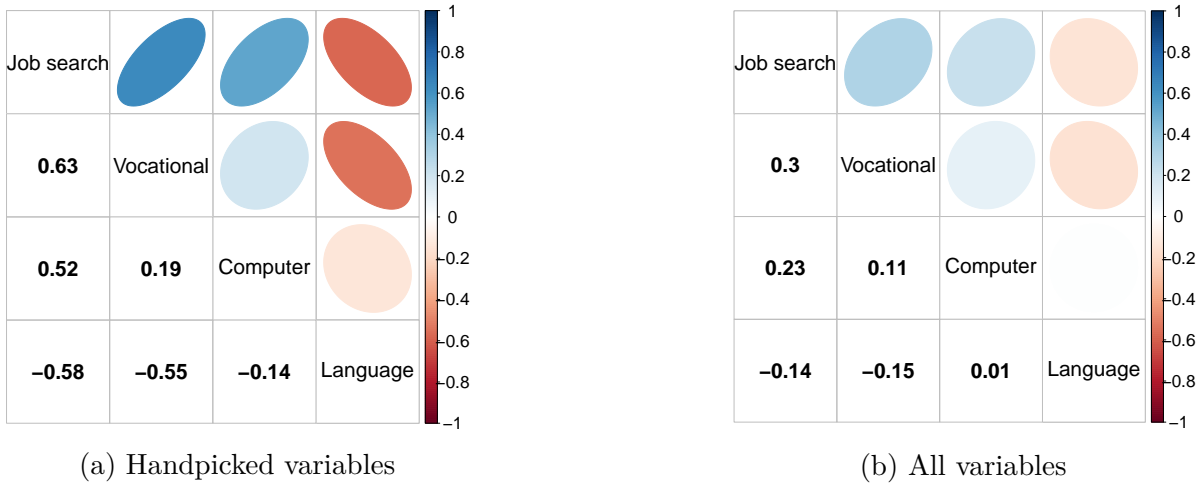 Job search
0.63 Vocational
0.52 0.19 Computer
−0.58 −0.55 −0.14 Language
1
0.8
0.6
0.4
0.2
0
−0.2
−0.4
−0.6
−0.8
−1
(a) Handpicked variables
Job search
0.3 Vocational
0.23 0.11 Computer
−0.14 −0.15 0.01 Language
1
0.8
0.6
0.4
0.2
0
−0.2
−0.4
−0.6
−0.8
−1
(b) All variables